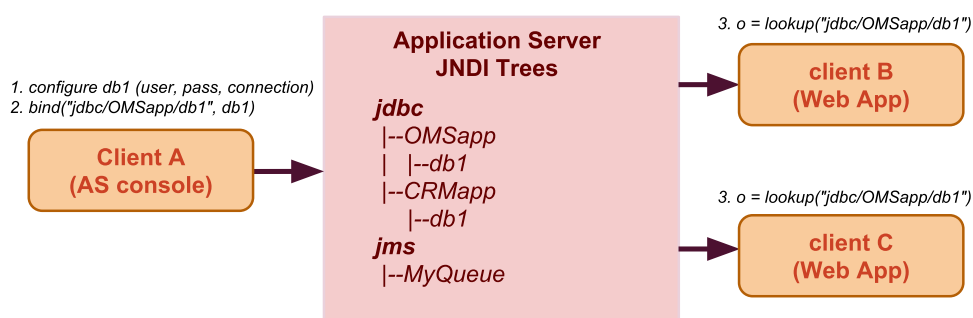 1. configure db1 (user, pass, connection)
2. bind("jdbc/OMSapp/db1", db1)
Client A
(AS console)
Application Server
JNDI Trees
jdbc
|--OMSapp
|   |--db1
|--CRMapp
|--db1
jms
|--MyQueue
3. o = lookup("jdbc/OMSapp/db1")
client B
(Web App)
3. o = lookup("jdbc/OMSapp/db1")
client C
(Web App)